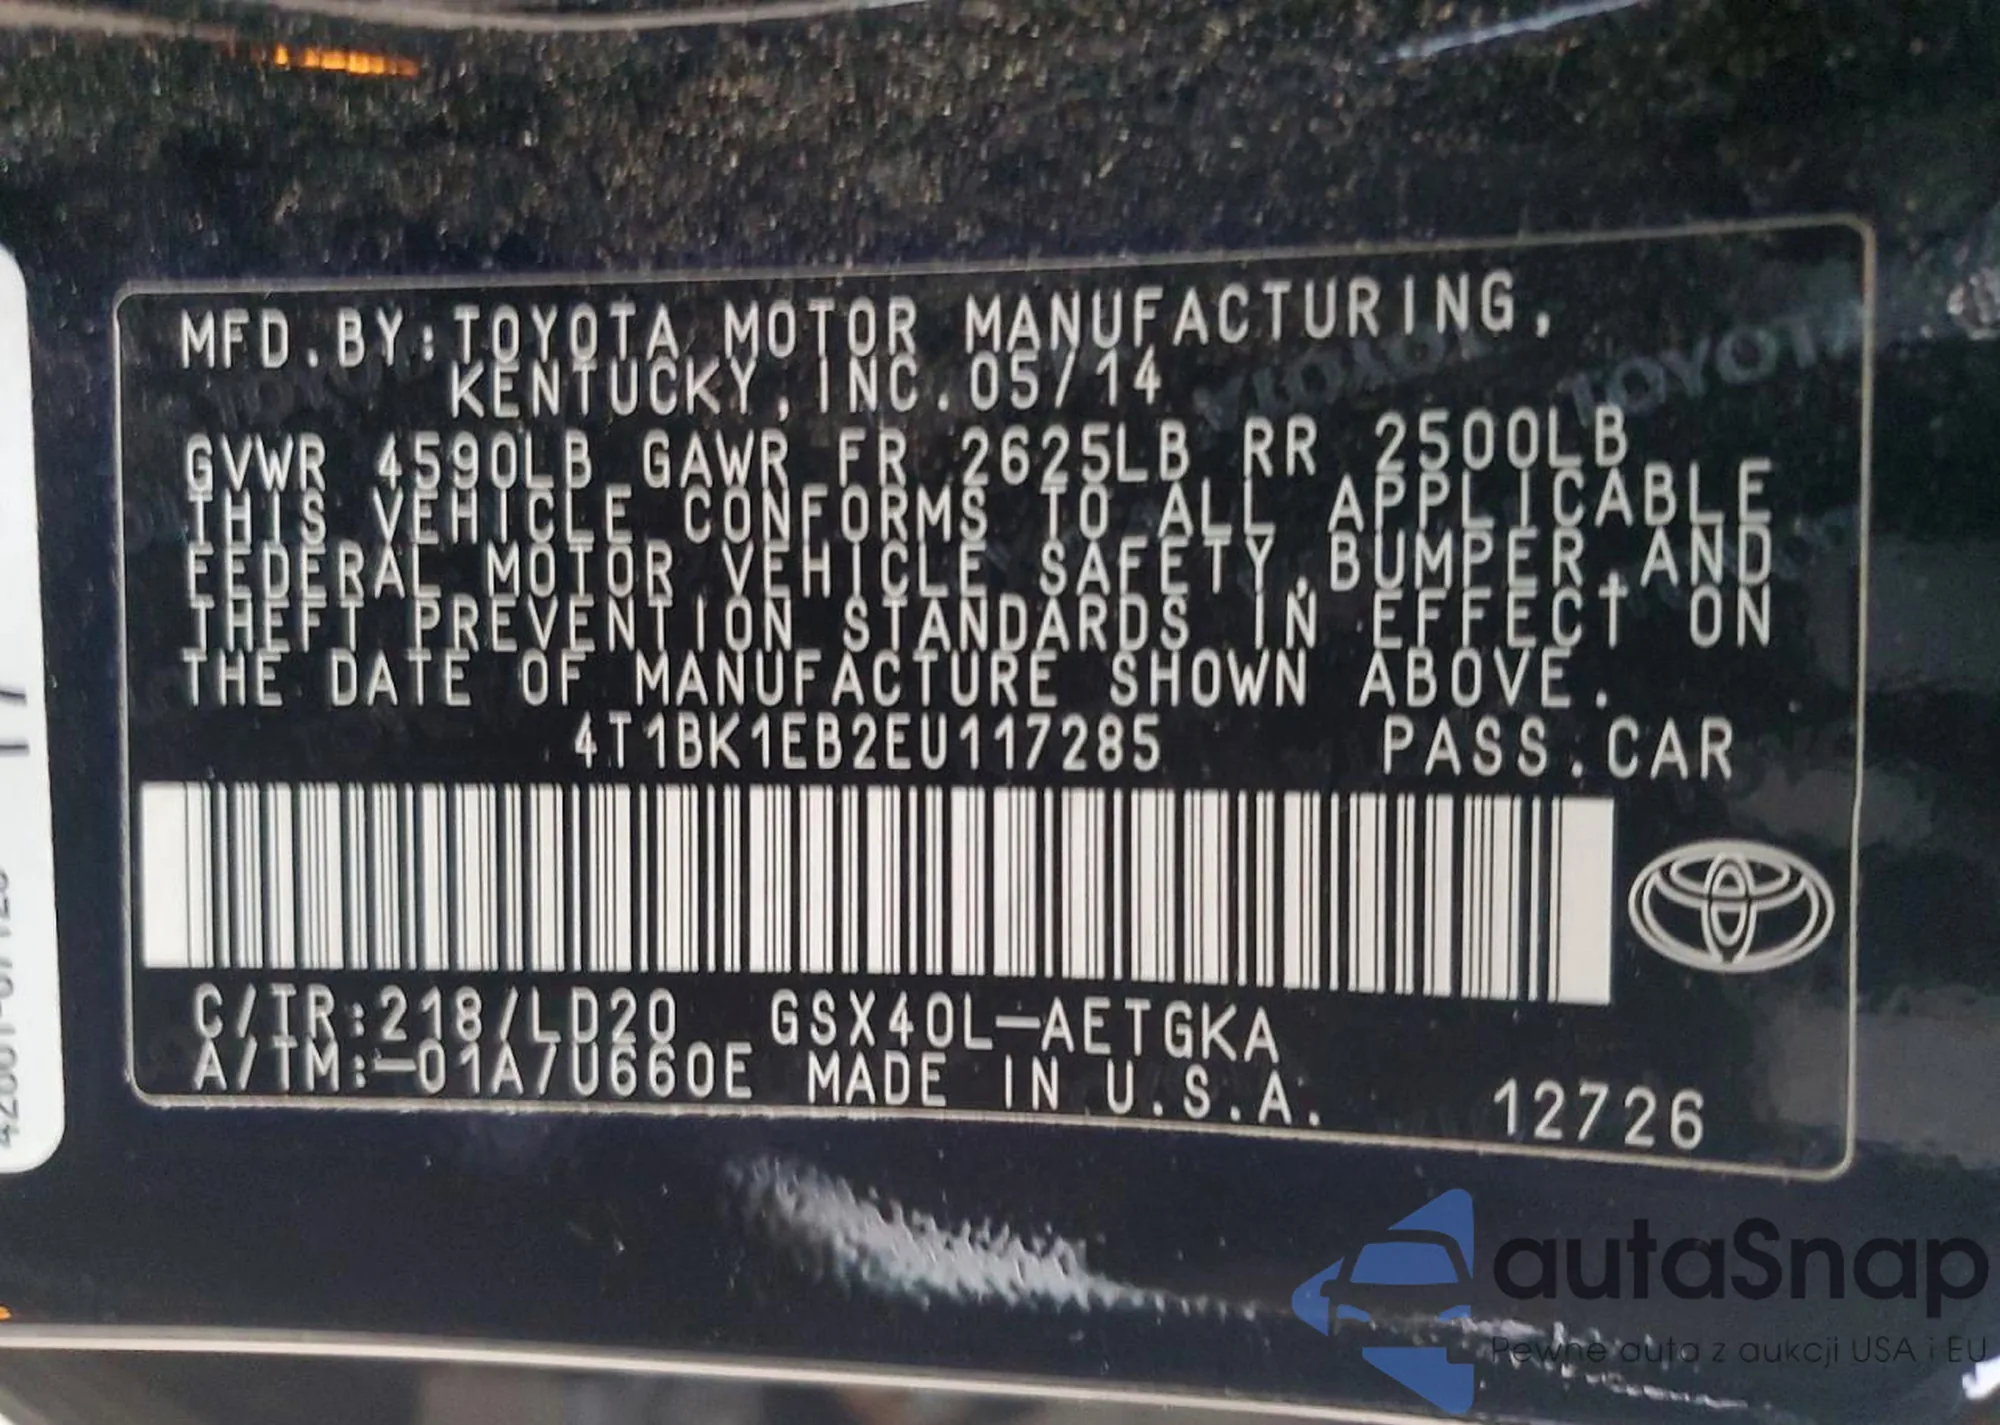 MFD.BY:TOYOTA MOTOR MANUFACTURING,
KENTUCKY,INC.05/14
GVWR 4590LB GAWR FR 2625LB RR 2500LB
THIS VEHICLE CONFORMS TO ALL APPLICABLE
FEDERAL MOTOR VEHICLE SAFETY,BUMPER,AND
THEFT PREVENTION STANDARDS IN EFFECT ON
THE DATE OF MANUFACTURE SHOWN ABOVE.
4T1BK1EB2EU117285 PASS.CAR
C/TR:218/LD20 GSX40L-AETGKA
A/TM:-01A/U660E MADE IN U.S.A. 12726
autaSnap
Pewne auta z aukcji USA i EU